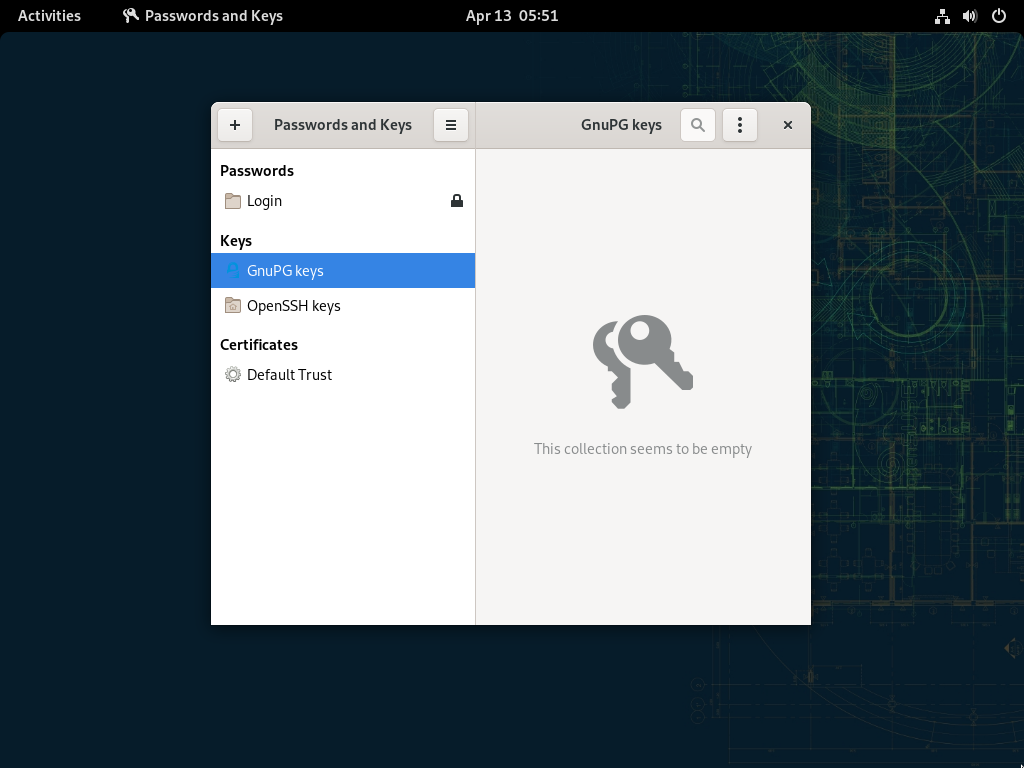 Activities
Passwords and Keys
Apr 13 05:51
Passwords and Keys
GnuPG keys
Passwords
Login
Keys
GnuPG keys
OpenSSH keys
Certificates
Default Trust
This collection seems to be empty